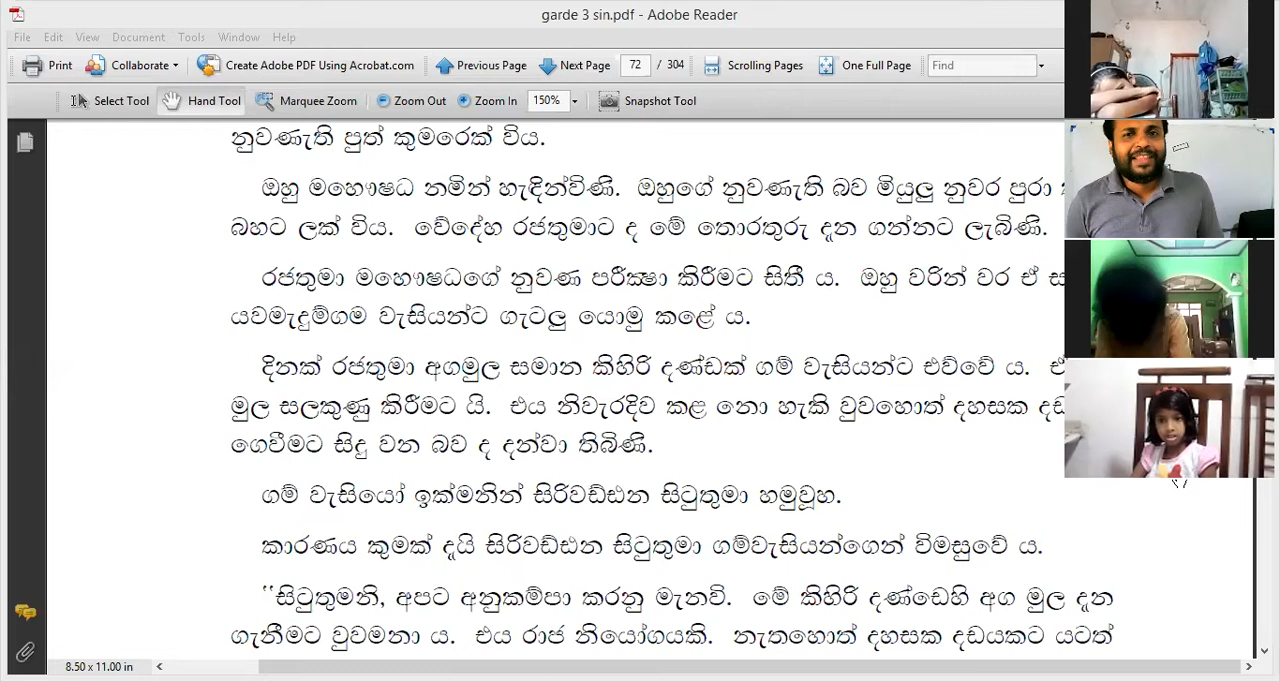 garde 3 sin.pdf - Adobe Reader
File Edit View Document Tools Window Help
Print Collaborate Create Adobe PDF Using Acrobat.com Previous Page Next Page 72 / 304 Scrolling Pages One Full Page Find
Select Tool Hand Tool Marquee Zoom Zoom Out Zoom In 150% Snapshot Tool
නුවණැති පුත් කුමරෙක් විය.
ඔහු මහෞෂධ නමින් හැඳින්විණි. ඔහුගේ නුවණැති බව මියුලු නුවර පුරා
බහට ලක් විය. වේදේහ රජතුමාට ද මේ තොරතුරු දැන ගන්නට ලැබිණි.
රජතුමා මහෞෂධගේ නුවණ පරීක්‍ෂා කිරීමට සිතී ය. ඔහු වරින් වර ඒ
යවමැදුම්ගම වැසියන්ට ගැටලු යොමු කළේ ය.
දිනක් රජතුමා අගමුල සමාන කිහිරි දණ්ඩක් ගම් වැසියන්ට එව්වේ ය.
මුල සලකුණු කිරීමට යි. එය නිවැරදිව කළ නො හැකි වුවහොත් දහසක
ගෙවීමට සිදු වන බව ද දන්වා තිබිණි.
ගම් වැසියෝ ඉක්මනින් සිරිවඩ්ඪන සිටුතුමා හමුවූහ.
කාරණය කුමක් දැයි සිරිවඩ්ඪන සිටුතුමා ගම්වැසියන්ගෙන් විමසුවේ ය.
“සිටුතුමනි, අපට අනුකම්පා කරනු මැනවි. මේ කිහිරි දණ්ඩෙහි අග මුල දැන
ගැනීමට වුවමනා ය. එය රාජ නියෝගයකි. නැතහොත් දහසක දඩයකට යටත්
8.50 x 11.00 in